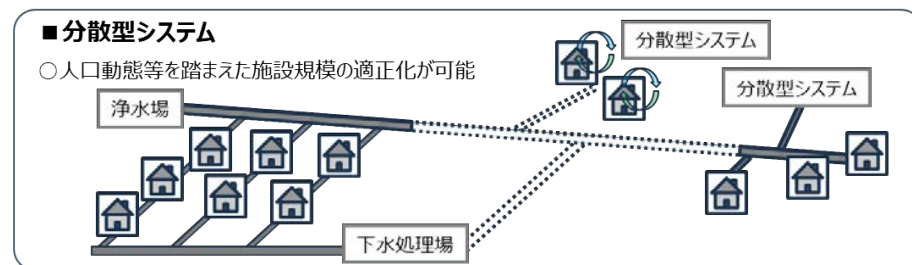 ■分散型システム
○人口動態等を踏まえた施設規模の適正化が可能
分散型システム
分散型システム
浄水場
下水処理場